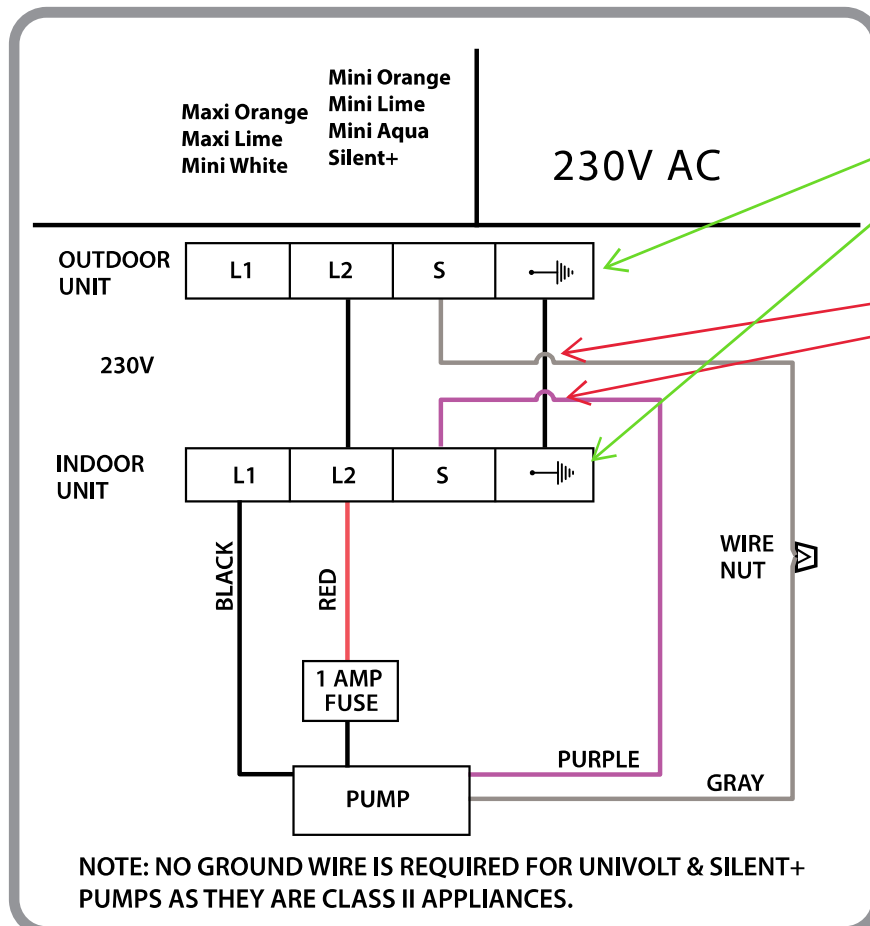 Maxi Orange
Maxi Lime
Mini White
Mini Orange
Mini Lime
Mini Aqua
Silent+
230V AC
OUTDOOR
UNIT
L1
L2
S
230V
INDOOR
UNIT
L1
L2
S
BLACK
RED
WIRE
NUT
1 AMP
FUSE
PURPLE
PUMP
GRAY
NOTE: NO GROUND WIRE IS REQUIRED FOR UNIVOLT & SILENT+
PUMPS AS THEY ARE CLASS II APPLIANCES.